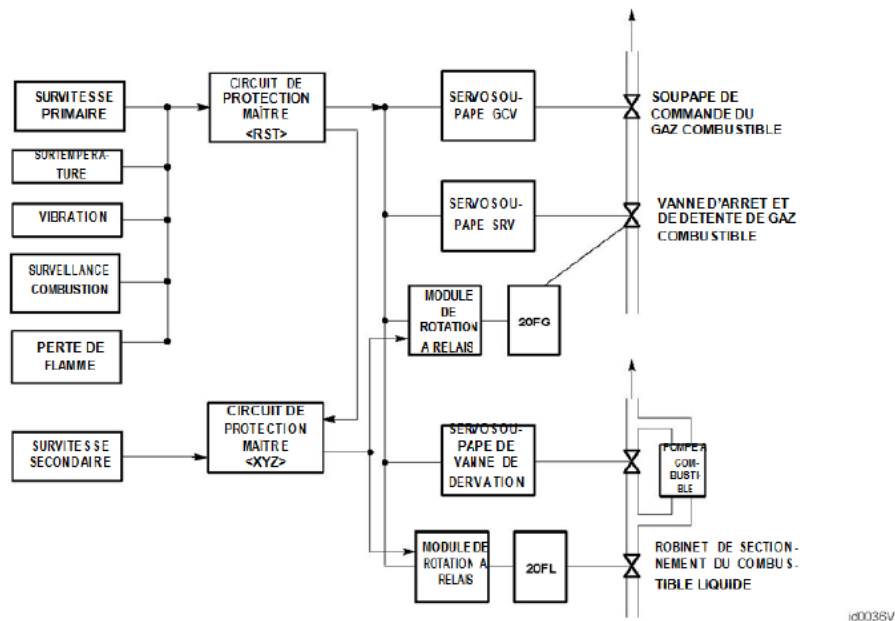 SURVITESSE
PRIMAIRE
SURTEMPERA-
TURE
VIBRATION
SURVEILLANCE
COMBUSTION
PERTE DE
FLAMME
SURVITESSE
SECONDAIRE
CIRCUIT DE
PROTECTION
MAÎTRE
<RST>
CIRCUIT DE
PROTECTION
MAITRE
<XYZ>
SERVOSOU-
PAPE GCV
SERVO SOU-
PAPE SRV
MODULE
DE
ROTATION
A RELAIS
20FG
SERVOSOU-
PAPE DE
VANNE DE
DERVATION
MODULE DE
ROTATION A
RELAIS
20FL
SOUPAPE DE
COMMANDE DU
GAZ COMBUSTIBLE
VANNE D'ARRET ET
DE DETENTE DE GAZ
COMBUSTIBLE
POMPE A
COM-
BUSTI-
BLE
ROBINET DE SECTION-
NEMENT DU COMBUS-
TIBLE LIQUIDE
id0036V